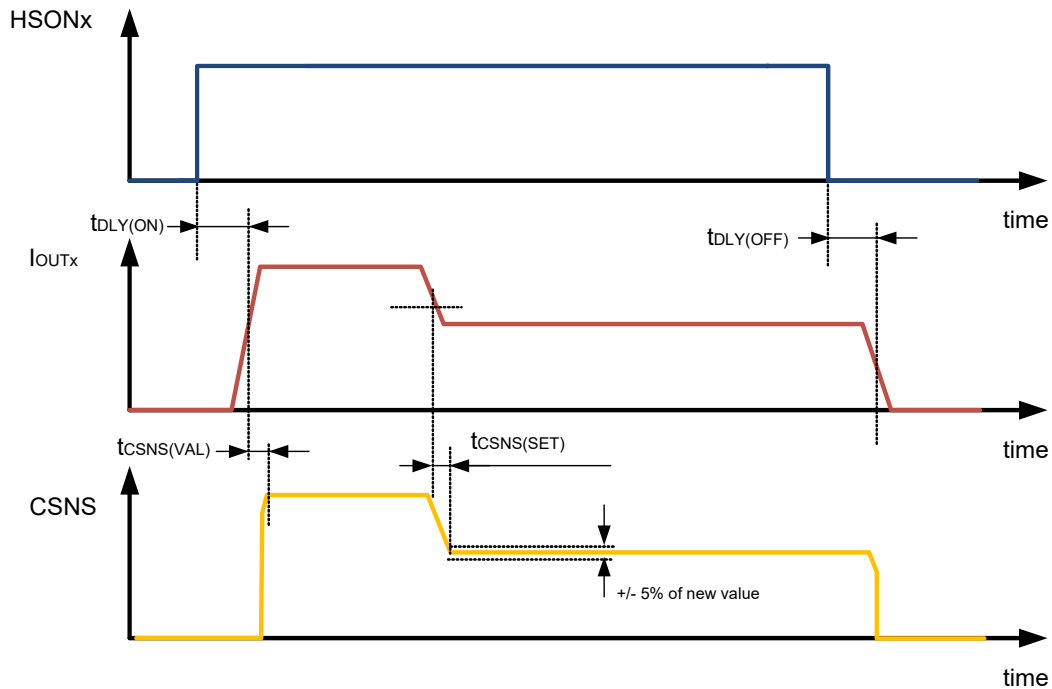 HSONx
time
tDLY(ON)
tDLY(OFF)
IOUTx
time
tCSNS(VAL)
tCSNS(SET)
CSNS
+/- 5% of new value
time